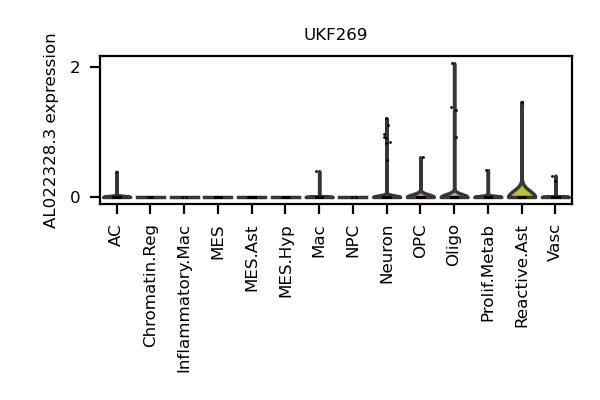 UKF269
AL022328.3 expression
2
0
AC
Chromatin.Reg
Inflammatory.Mac
MES
MES.Ast
MES.Hyp
Mac
NPC
Neuron
OPC
Oligo
Prolif.Metab
Reactive.Ast
Vasc